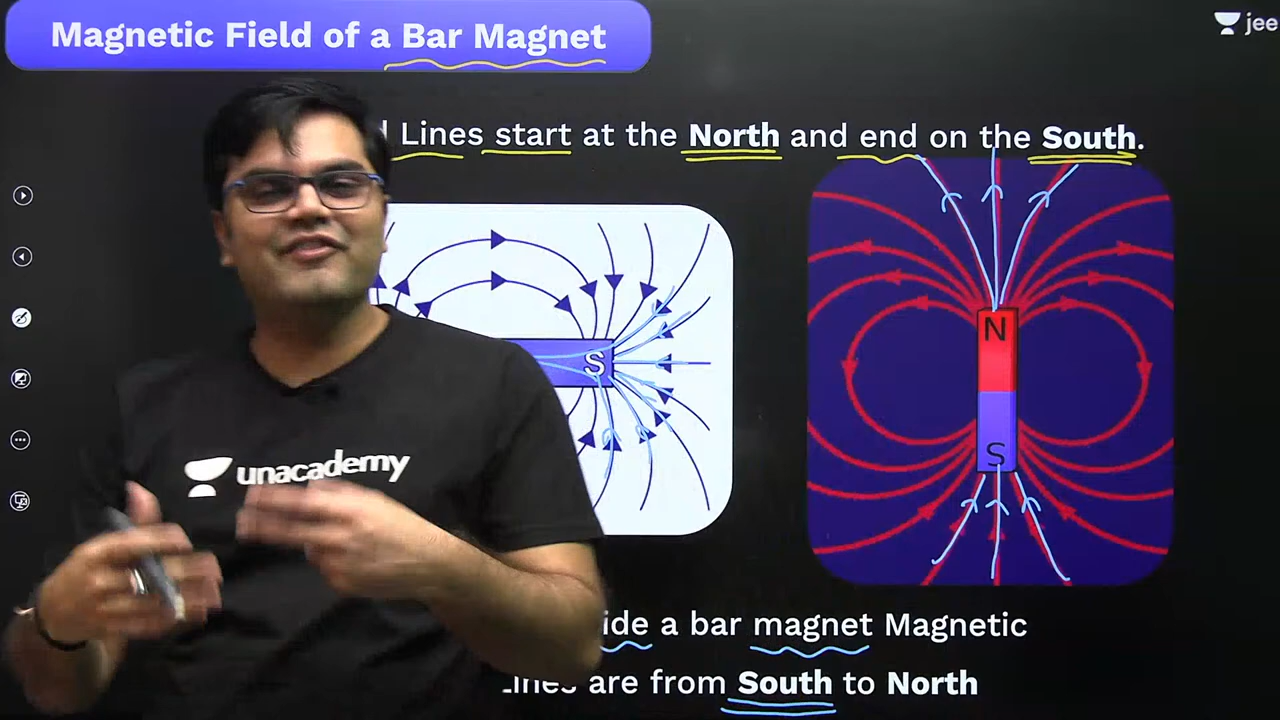 Magnetic Field of a Bar Magnet
jee
Lines start at the North and end on the South.
S
N
S
unacademy
ide a bar magnet Magnetic
Lines are from South to North